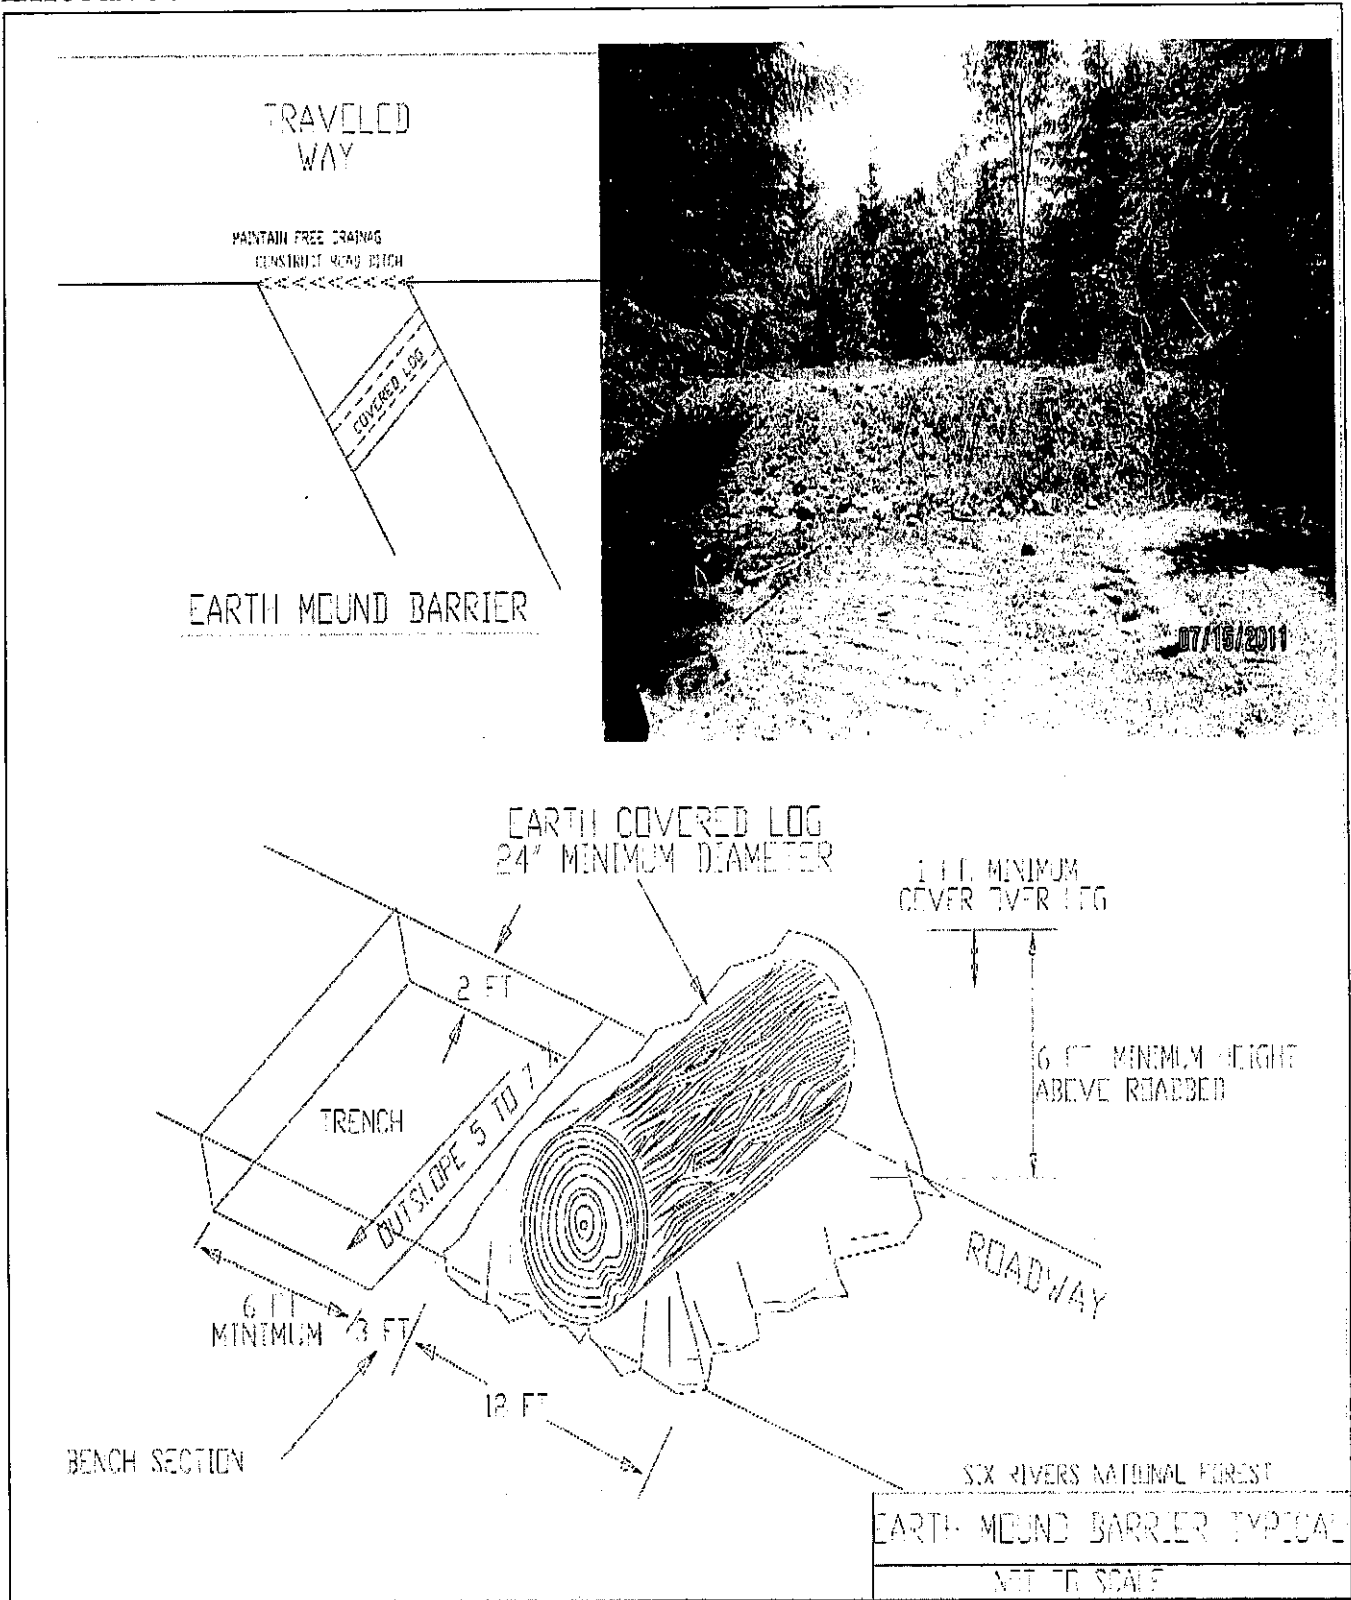 TRAVELED
WAY
MAINTAIN FREE DRAINAG
CONSTRUCT ROAD DITCH
COVERED LOG
EARTH MOUND BARRIER
07/15/2011
EARTH COVERED LOG
24" MINIMUM DIAMETER
1 FT. MINIMUM
COVER OVER LOG
2 FT
6 FT MINIMUM HEIGHT
ABOVE ROADBED
TRENCH
OUTSLOPE 5 TO 7 %
ROADWAY
6 FT
MINIMUM
3 FT
18 FT
BENCH SECTION
SIX RIVERS NATIONAL FOREST
EARTH MOUND BARRIER TYPICAL
NOT TO SCALE